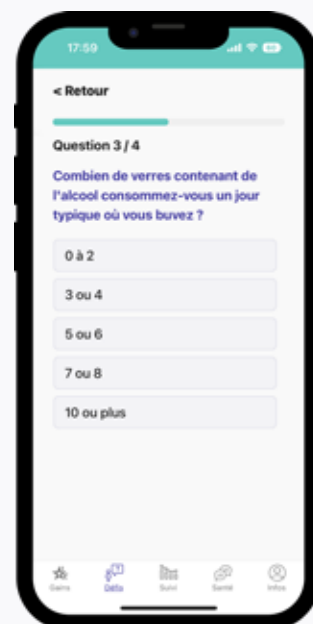 17:59
< Retour
Question 3 / 4
Combien de verres contenant de
l'alcool consommez-vous un jour
typique où vous buvez ?
0 à 2
3 ou 4
5 ou 6
7 ou 8
10 ou plus
Gains Défis Suivi Santé Infos